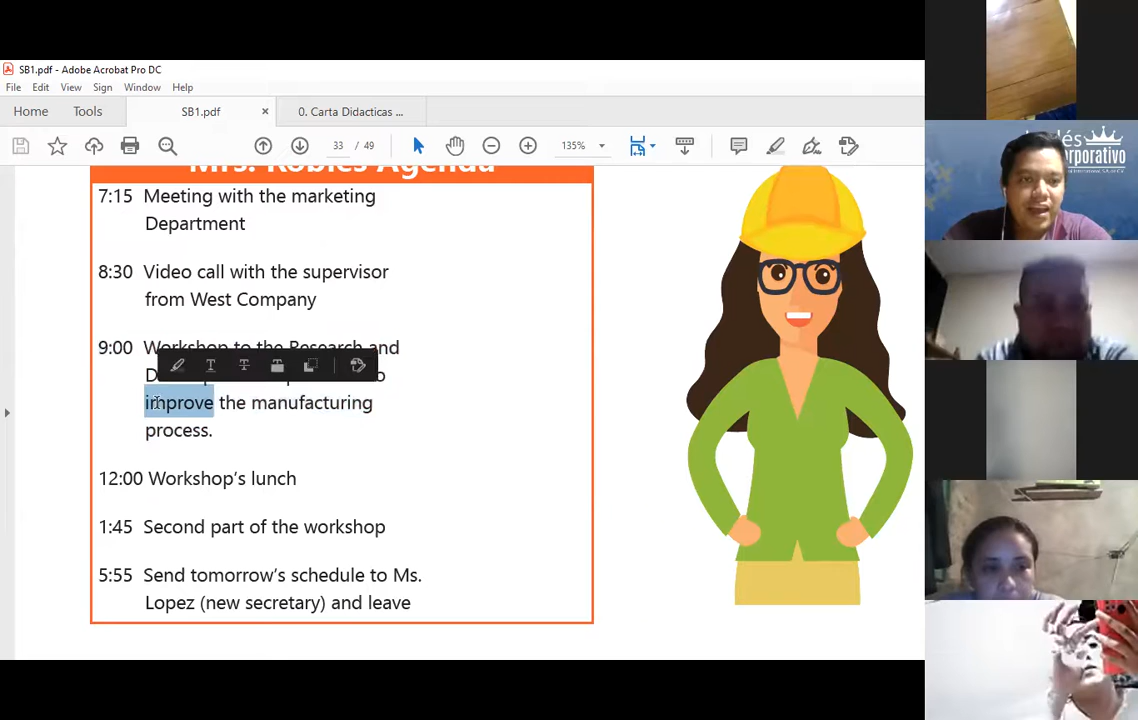 SB1.pdf - Adobe Acrobat Pro DC
File Edit View Sign Window Help
Home Tools SB1.pdf × 0. Carta Didacticas ...
33 / 49 135%
Mrs. Robles Agenda
7:15 Meeting with the marketing
Department
8:30 Video call with the supervisor
from West Company
9:00 Workshop to the Research and
improve the manufacturing
process.
12:00 Workshop's lunch
1:45 Second part of the workshop
5:55 Send tomorrow's schedule to Ms.
Lopez (new secretary) and leave